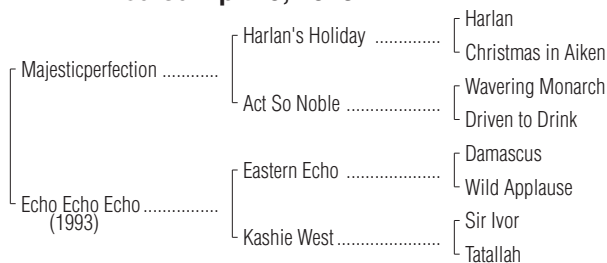 Harlan
Harlan's Holiday ..............
Christmas in Aiken
Majesticperfection ............
Wavering Monarch
Act So Noble .....................
Driven to Drink
Damascus
Eastern Echo .....................
Wild Applause
Echo Echo Echo ................
(1993)
Sir Ivor
Kashie West .......................
Tatallah